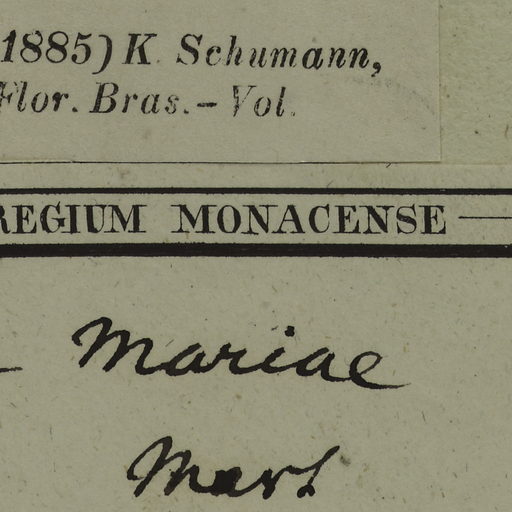 1885) K. Schumann,
Flor. Bras. – Vol.
REGIUM MONACENSE
Mariae
Mart